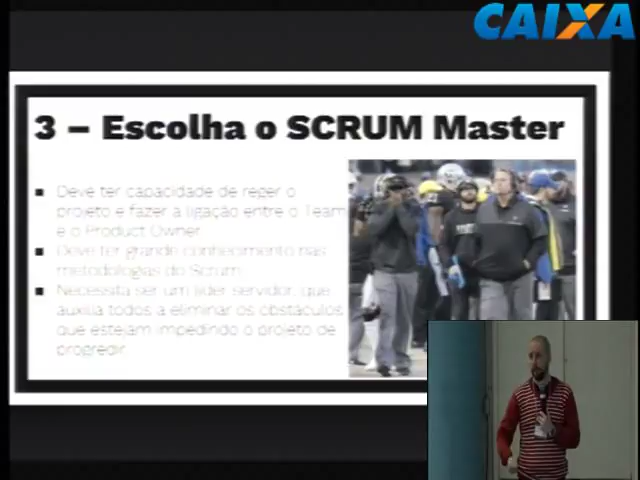 CAIXA
3 – Escolha o SCRUM Master
Deve ter capacidade de reger o
projeto e fazer a ligação entre o Team
e o Product Owner.
Deve ter grande conhecimento nas
metodologias do Scrum.
Necessita ser um líder servidor, que
auxilia todos a eliminar os obstáculos
que estejam impedindo o projeto de
progredir.